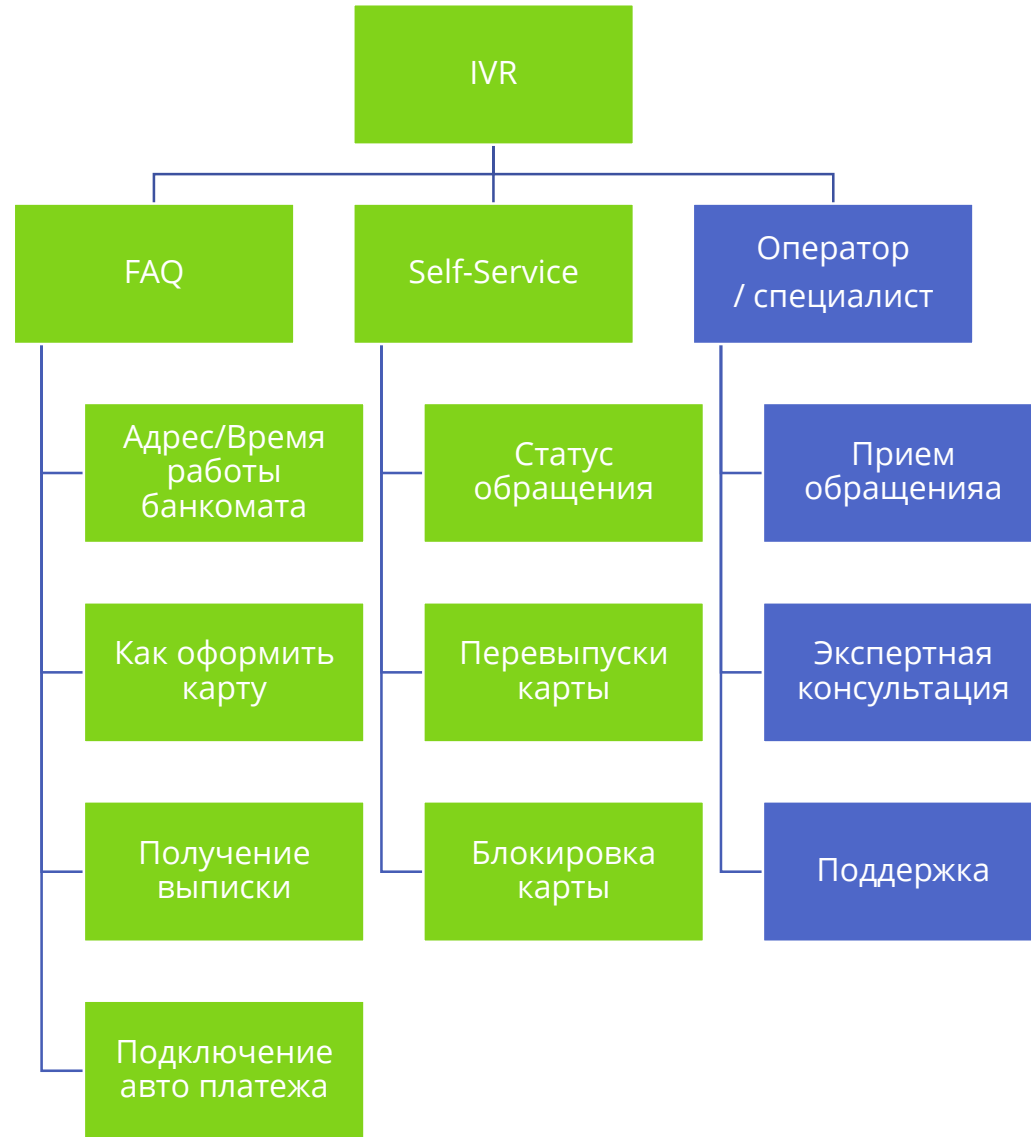 IVR
FAQ
Self-Service
Оператор
/ специалист
Адрес/Время
работы
банкомата
Статус
обращения
Прием
обращенияа
Как оформить
карту
Перевыпуски
карты
Экспертная
консультация
Получение
выписки
Блокировка
карты
Поддержка
Подключение
авто платежа